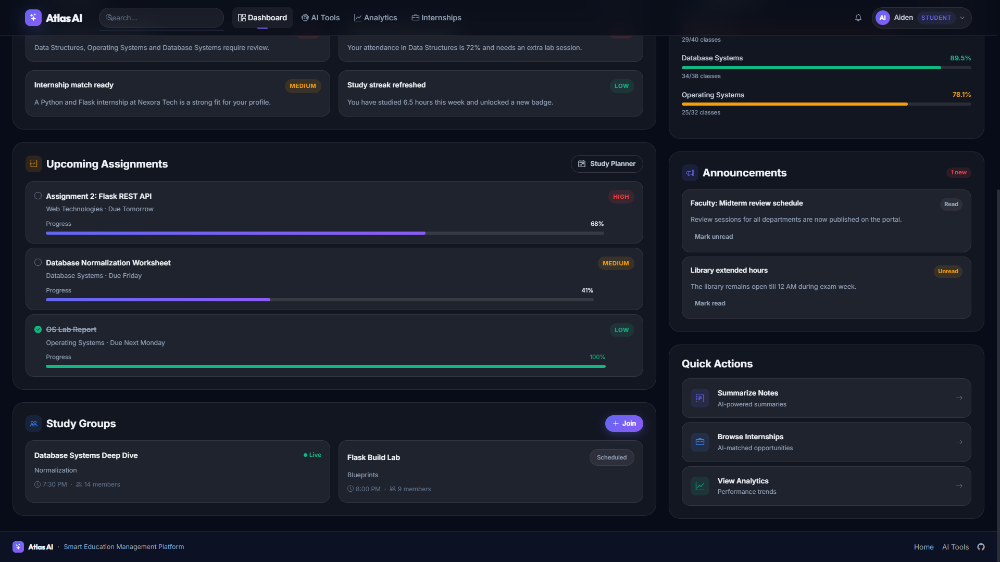 Atlas AI
Search...
Dashboard
AI Tools
Analytics
Internships
AI
Aiden
STUDENT
Data Structures, Operating Systems and Database Systems require review.
Your attendance in Data Structures is 72% and needs an extra lab session.
Internship match ready
MEDIUM
A Python and Flask internship at Nexora Tech is a strong fit for your profile.
Study streak refreshed
LOW
You have studied 6.5 hours this week and unlocked a new badge.
29/40 classes
Database Systems
89.5%
34/38 classes
Operating Systems
78.1%
25/32 classes
Upcoming Assignments
Study Planner
Assignment 2: Flask REST API
HIGH
Web Technologies · Due Tomorrow
Progress
68%
Database Normalization Worksheet
MEDIUM
Database Systems · Due Friday
Progress
41%
OS Lab Report
LOW
Operating Systems · Due Next Monday
Progress
100%
Announcements
1 new
Faculty: Midterm review schedule
Read
Review sessions for all departments are now published on the portal.
Mark unread
Library extended hours
Unread
The library remains open till 12 AM during exam week.
Mark read
Study Groups
Join
Database Systems Deep Dive
Live
Normalization
7:30 PM · 14 members
Flask Build Lab
Scheduled
Blueprints
8:00 PM · 9 members
Quick Actions
Summarize Notes
AI-powered summaries
Browse Internships
AI-matched opportunities
View Analytics
Performance trends
Atlas AI · Smart Education Management Platform
Home
AI Tools